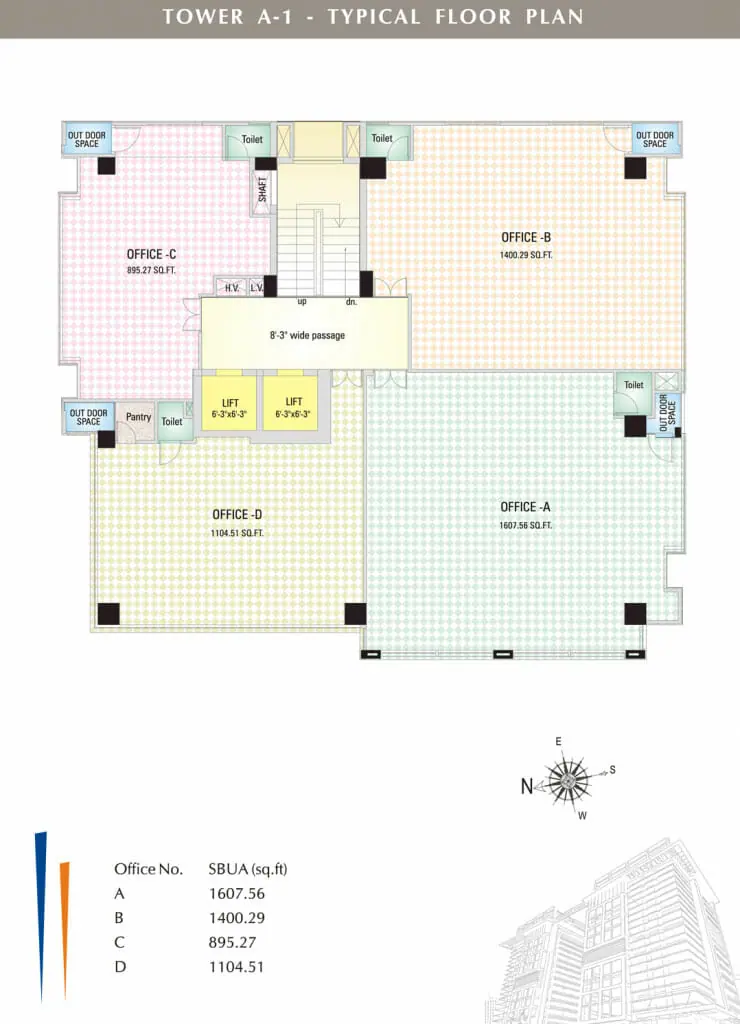 TOWER A-1 - TYPICAL FLOOR PLAN
OUT DOOR
SPACE
Toilet
Toilet
OUT DOOR
SPACE
SHAFT
OFFICE -C
895.27 SQ.FT.
OFFICE -B
1400.29 SQ.FT.
H.V.
L.V.
up
dn.
8'-3" wide passage
LIFT
6'-3"x6'-3"
LIFT
6'-3"x6'-3"
Toilet
OUT DOOR
SPACE
OUT DOOR
SPACE
Pantry
Toilet
OFFICE -D
1104.51 SQ.FT.
OFFICE -A
1607.56 SQ.FT.
E
S
N
W
Office No. SBUA (sq.ft)
A 1607.56
B 1400.29
C 895.27
D 1104.51